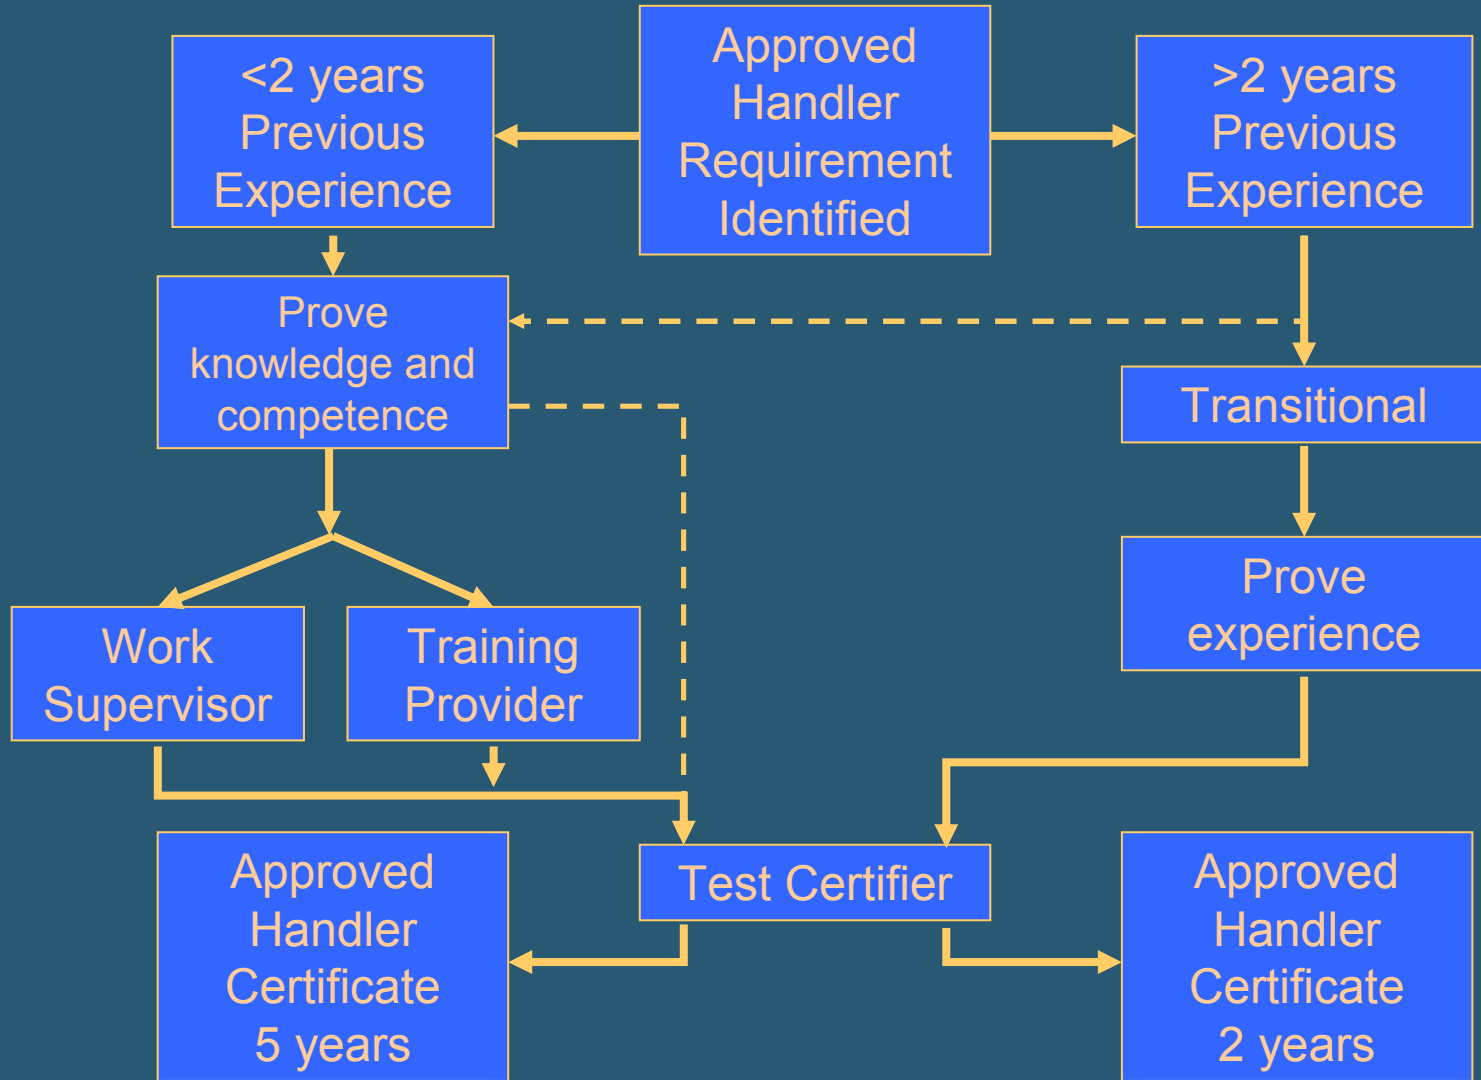 <2 years
Previous
Experience
Approved
Handler
Requirement
Identified
>2 years
Previous
Experience
Prove
knowledge and
competence
Transitional
Prove
experience
Work
Supervisor
Training
Provider
Test Certifier
Approved
Handler
Certificate
5 years
Approved
Handler
Certificate
2 years